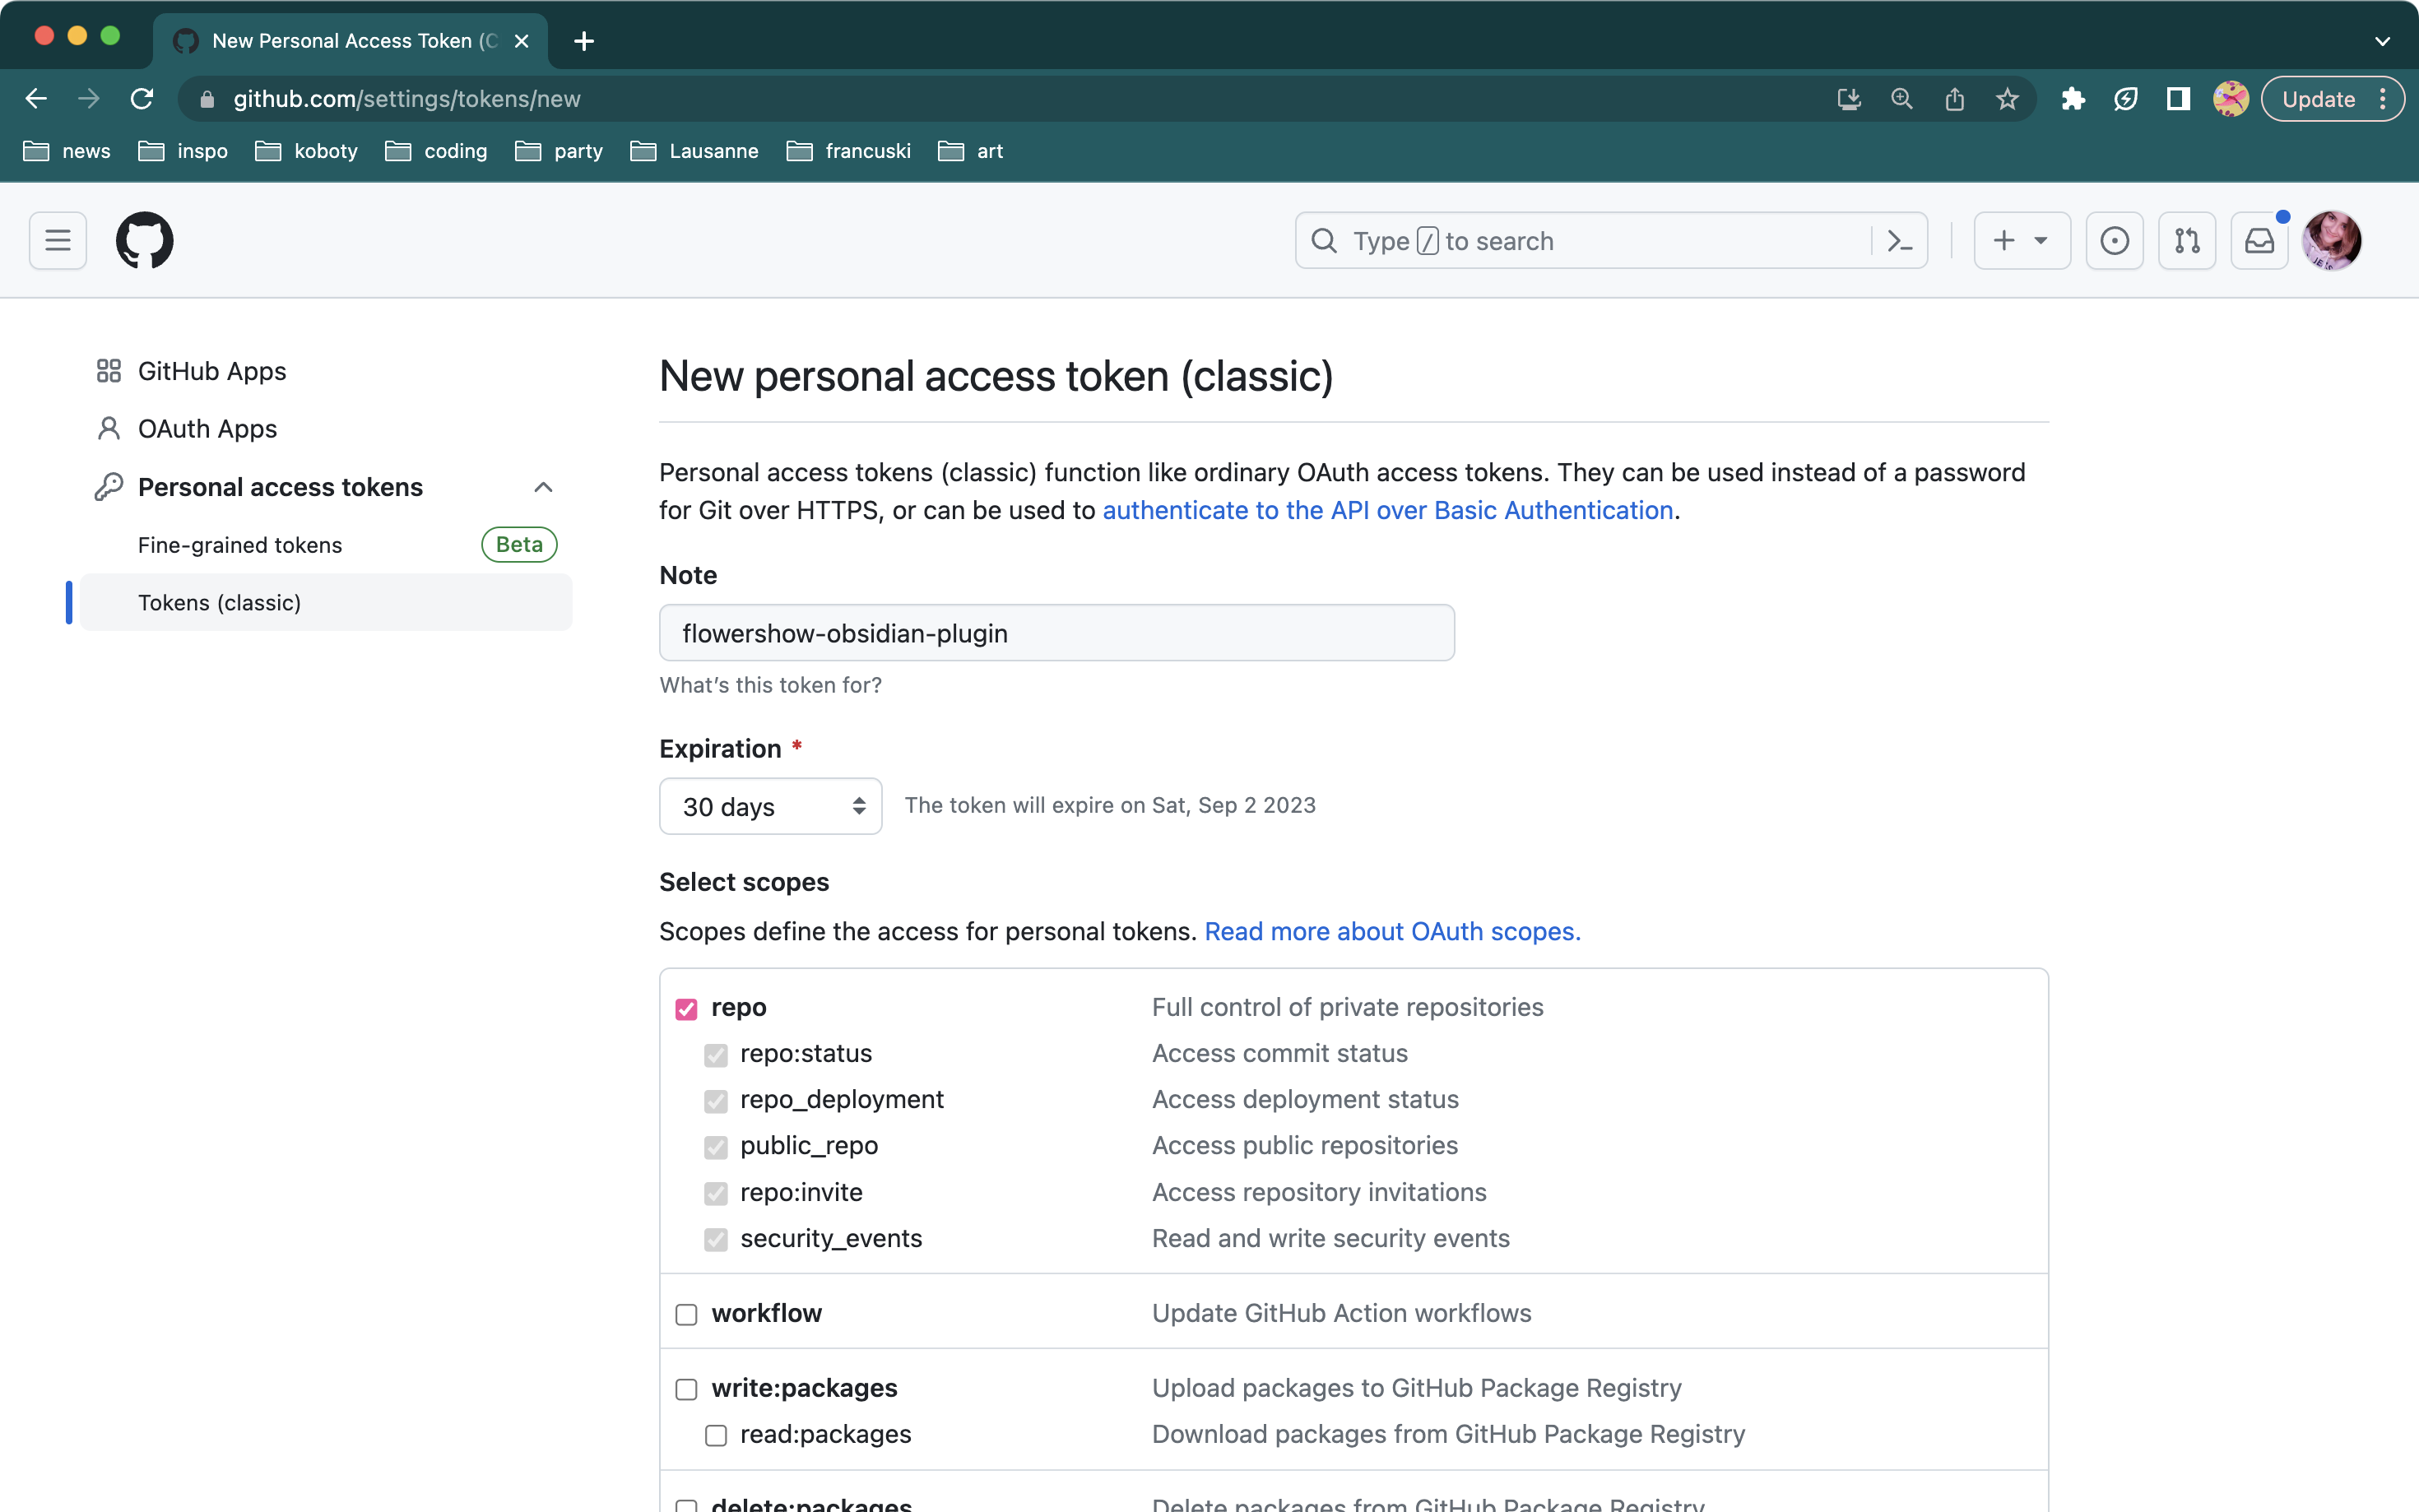 New Personal Access Token (C
github.com/settings/tokens/new
Update
news inspo koboty coding party Lausanne francuski art
Type / to search
GitHub Apps
OAuth Apps
Personal access tokens
Fine-grained tokens Beta
Tokens (classic)
New personal access token (classic)
Personal access tokens (classic) function like ordinary OAuth access tokens. They can be used instead of a password
for Git over HTTPS, or can be used to authenticate to the API over Basic Authentication.
Note
flowershow-obsidian-plugin
What's this token for?
Expiration *
30 days The token will expire on Sat, Sep 2 2023
Select scopes
Scopes define the access for personal tokens. Read more about OAuth scopes.
repo Full control of private repositories
repo:status Access commit status
repo_deployment Access deployment status
public_repo Access public repositories
repo:invite Access repository invitations
security_events Read and write security events
workflow Update GitHub Action workflows
write:packages Upload packages to GitHub Package Registry
read:packages Download packages from GitHub Package Registry
delete:packages Delete packages from GitHub Package Registry